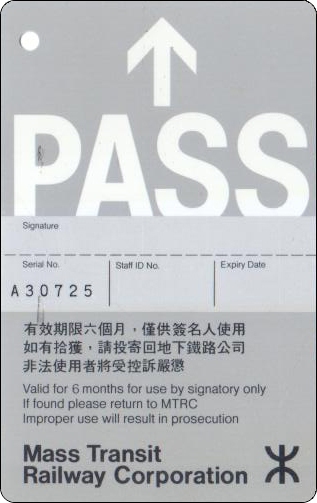 PASS
Signature
Serial No. Staff ID No. Expiry Date
A30725
有效期限六個月，僅供簽名人使用
如有拾獲，請投寄回地下鐵路公司
非法使用者將受控訴嚴懲
Valid for 6 months for use by signatory only
If found please return to MTRC
Improper use will result in prosecution
Mass Transit
Railway Corporation